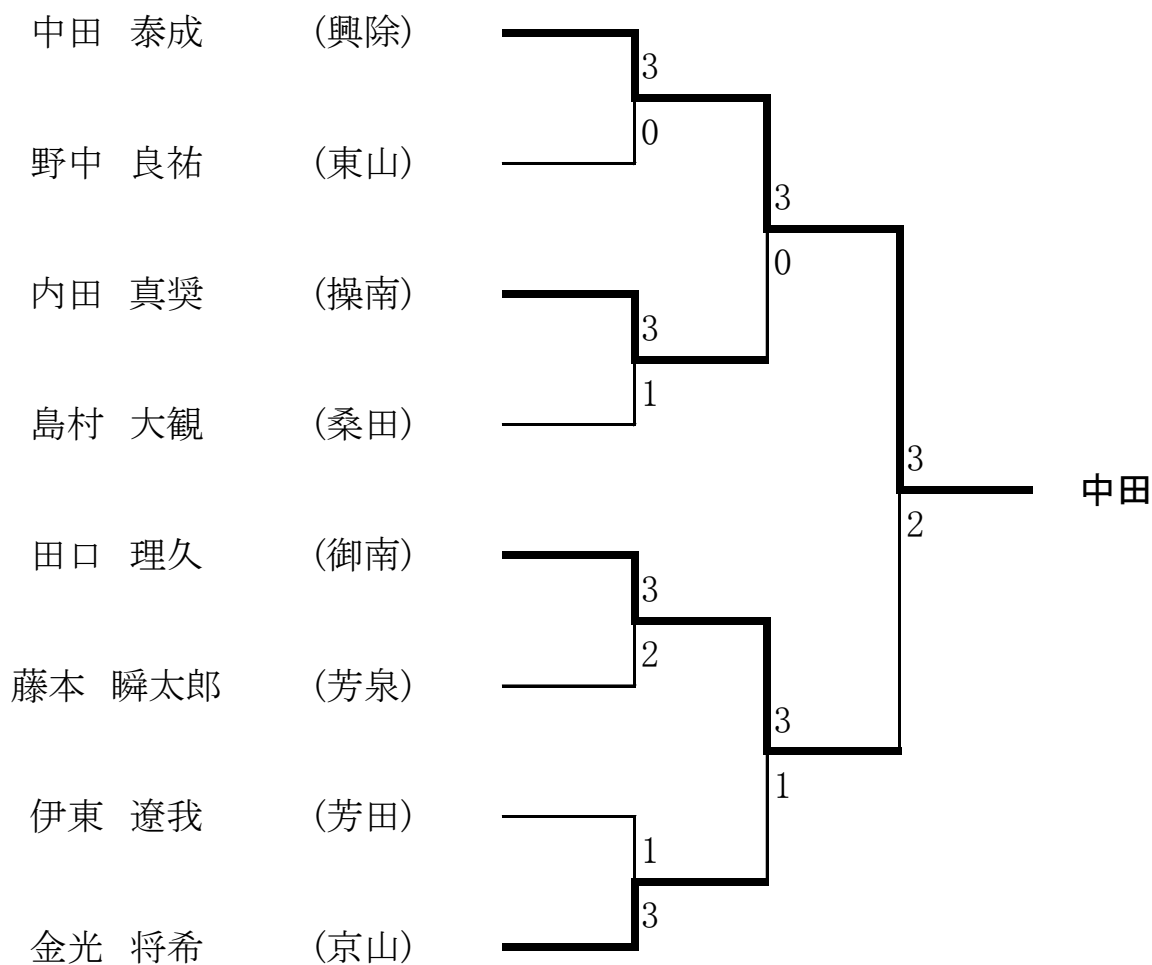 中田 泰成 (興除)
3
0
野中 良祐 (東山)
3
0
内田 真奨 (操南)
3
1
島村 大観 (桑田)
3
中田
2
田口 理久 (御南)
3
2
藤本 瞬太郎 (芳泉)
3
1
伊東 遼我 (芳田)
1
3
金光 将希 (京山)